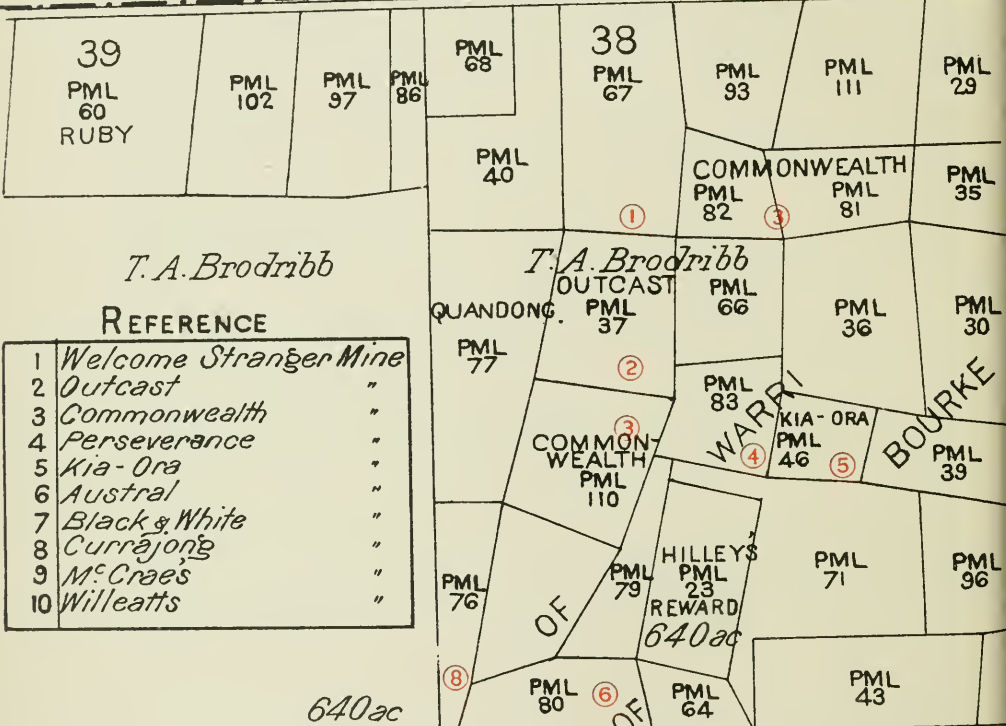 39
PML
60
RUBY
PML
102
PML
97
PML
86
PML
68
PML
40
38
PML
67
PML
93
PML
111
PML
29
COMMONWEALTH
PML
82
PML
81
PML
35
1
3
T. A. Brodribb
T. A. Brodribb
OUTCAST
PML
37
QUANDONG.
PML
77
PML
66
PML
36
PML
30
2
REFERENCE
1 Welcome Stranger Mine
2 Outcast "
3 Commonwealth "
4 Perseverance "
5 Kia-Ora "
6 Austral "
7 Black & White "
8 Currajong "
9 McCrae's "
10 Willeatts "
3
COMMON-
WEALTH
PML
110
PML
83
WARRI
4
KIA-ORA
PML
46
5
BOURKE
PML
39
PML
76
OF
PML
79
HILLEY'S
PML
23
REWARD
640ac
PML
71
PML
96
8
PML
80
6
OF
PML
64
PML
43
640ac